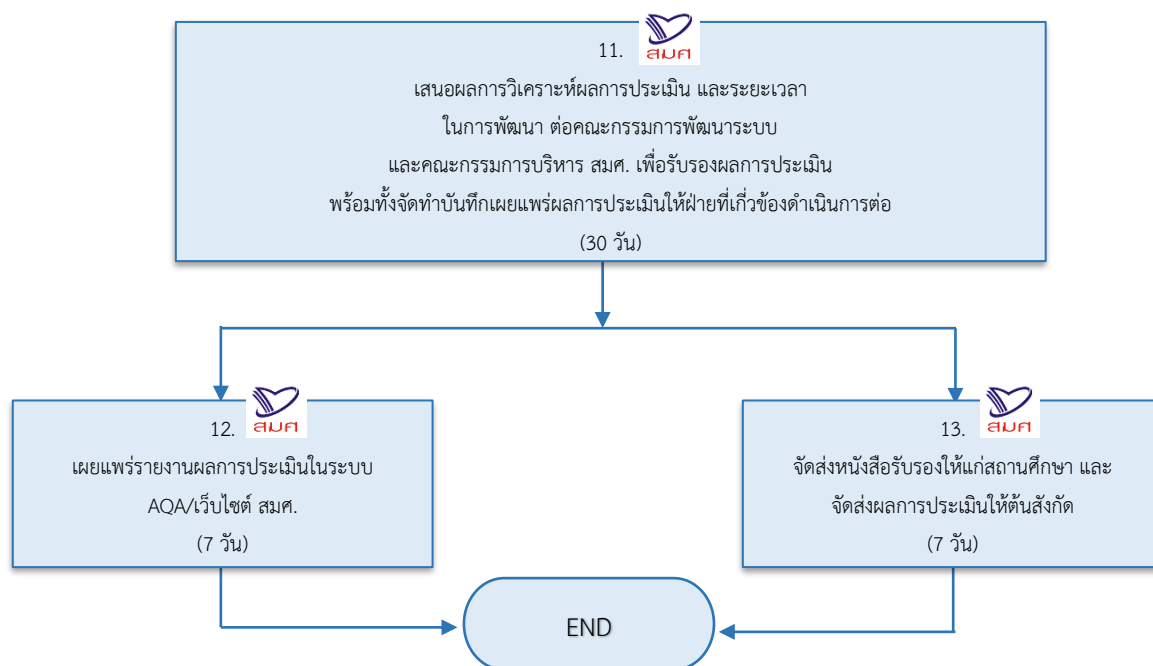 11. สมศ
เสนอผลการวิเคราะห์ผลการประเมิน และระยะเวลา
ในการพัฒนา ต่อคณะกรรมการพัฒนาระบบ
และคณะกรรมการบริหาร สมศ. เพื่อรับรองผลการประเมิน
พร้อมทั้งจัดทำบันทึกเผยแพร่ผลการประเมินให้ฝ่ายที่เกี่วข้องดำเนินการต่อ
(30 วัน)
12. สมศ
เผยแพร่รายงานผลการประเมินในระบบ
AQA/เว็บไซต์ สมศ.
(7 วัน)
13. สมศ
จัดส่งหนังสือรับรองให้แก่สถานศึกษา และ
จัดส่งผลการประเมินให้ต้นสังกัด
(7 วัน)
END